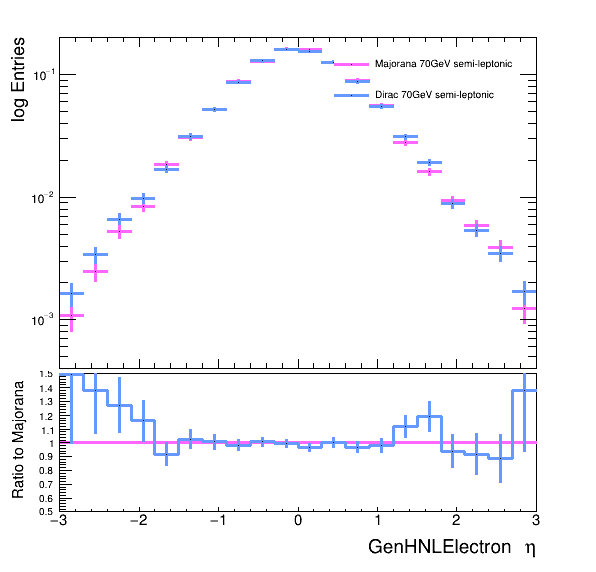 log Entries
10⁻¹
10⁻²
10⁻³
Majorana 70GeV semi-leptonic
Dirac 70GeV semi-leptonic
Ratio to Majorana
1.5
1.4
1.3
1.2
1.1
1
0.9
0.8
0.7
0.6
0.5
−3 −2 −1 0 1 2 3
GenHNLElectron η